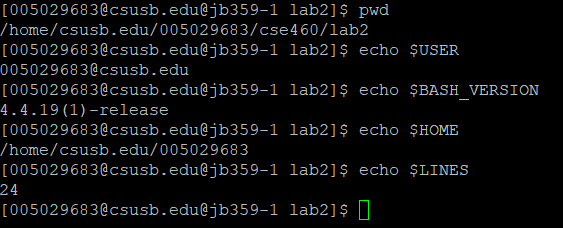 [005029683@csusb.edu@jb359-1 lab2]$ pwd
/home/csusb.edu/005029683/cse460/lab2
[005029683@csusb.edu@jb359-1 lab2]$ echo $USER
005029683@csusb.edu
[005029683@csusb.edu@jb359-1 lab2]$ echo $BASH_VERSION
4.4.19(1)-release
[005029683@csusb.edu@jb359-1 lab2]$ echo $HOME
/home/csusb.edu/005029683
[005029683@csusb.edu@jb359-1 lab2]$ echo $LINES
24
[005029683@csusb.edu@jb359-1 lab2]$